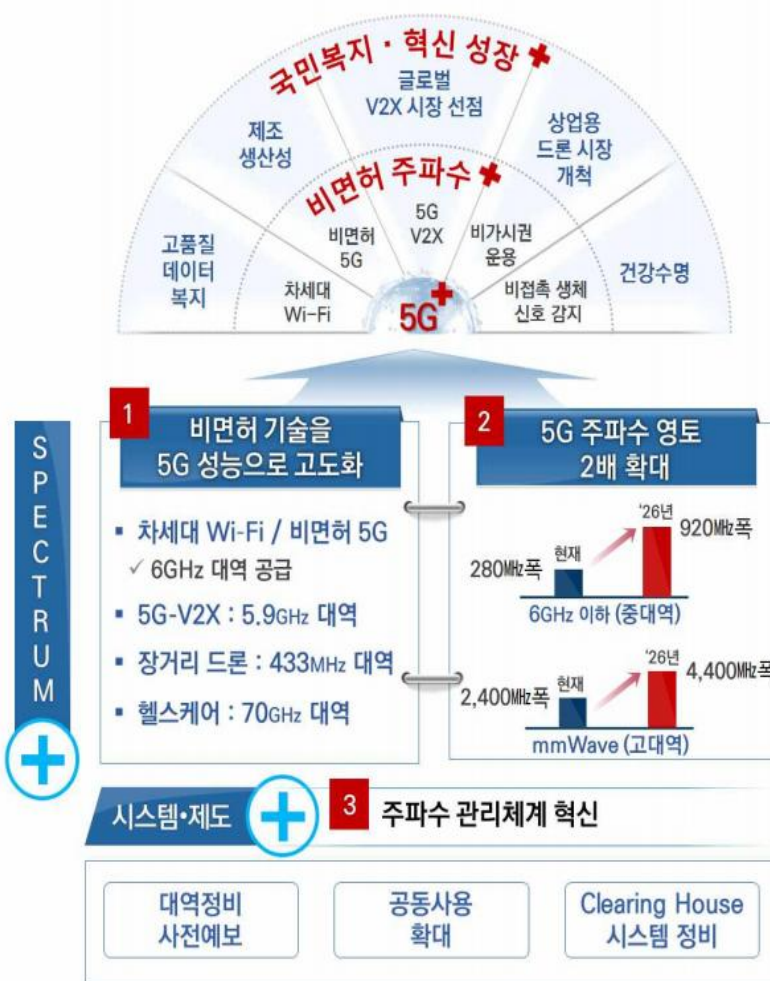 국민복지·혁신 성장+
글로벌
V2X 시장 선점
제조
생산성
상업용
드론 시장
개척
고품질
데이터
복지
건강수명
비면허 주파수+
비면허
5G
5G
V2X
비가시권
운용
차세대
Wi-Fi
비접촉 생체
신호 감지
5G+
SPECTRUM
+
1
비면허 기술을
5G 성능으로 고도화
▪ 차세대 Wi-Fi / 비면허 5G
✓ 6GHz 대역 공급
▪ 5G-V2X : 5.9GHz 대역
▪ 장거리 드론 : 433MHz 대역
▪ 헬스케어 : 70GHz 대역
2
5G 주파수 영토
2배 확대
280MHz폭
현재
'26년
920MHz폭
6GHz 이하 (중대역)
2,400MHz폭
현재
'26년
4,400MHz폭
mmWave (고대역)
시스템•제도
+
3 주파수 관리체계 혁신
대역정비
사전예보
공동사용
확대
Clearing House
시스템 정비